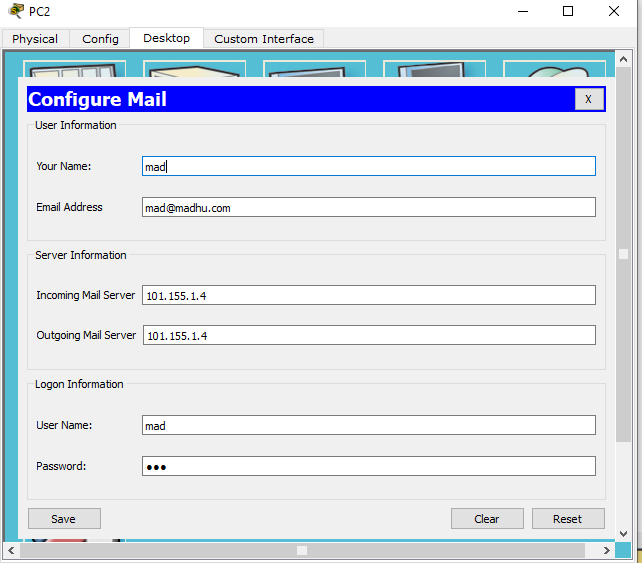 PC2
Physical Config Desktop Custom Interface
Configure Mail X
User Information
Your Name: mad
Email Address mad@madhu.com
Server Information
Incoming Mail Server 101.155.1.4
Outgoing Mail Server 101.155.1.4
Logon Information
User Name: mad
Password: ●●●
Save Clear Reset